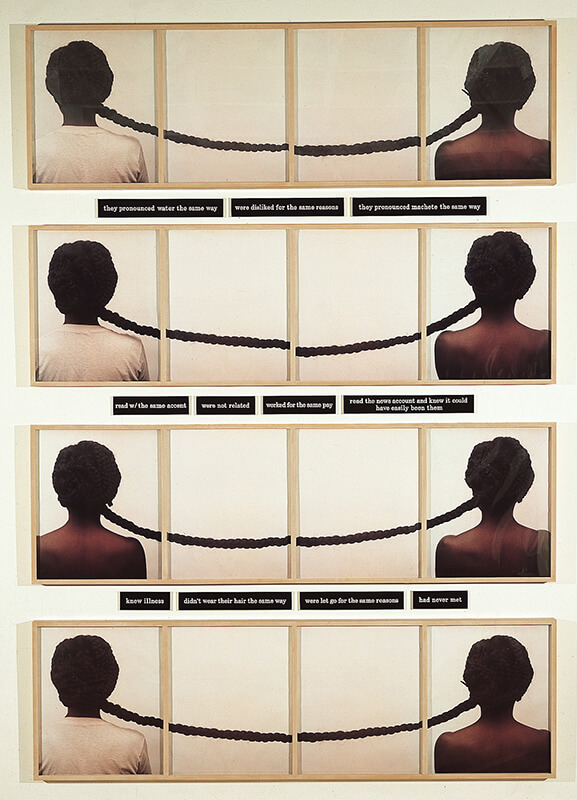 they pronounced water the same way
were disliked for the same reasons
they pronounced machete the same way
read w/ the same accent
were not related
worked for the same pay
read the news account and knew it could
have easily been them
knew illness
didn't wear their hair the same way
were let go for the same reasons
had never met